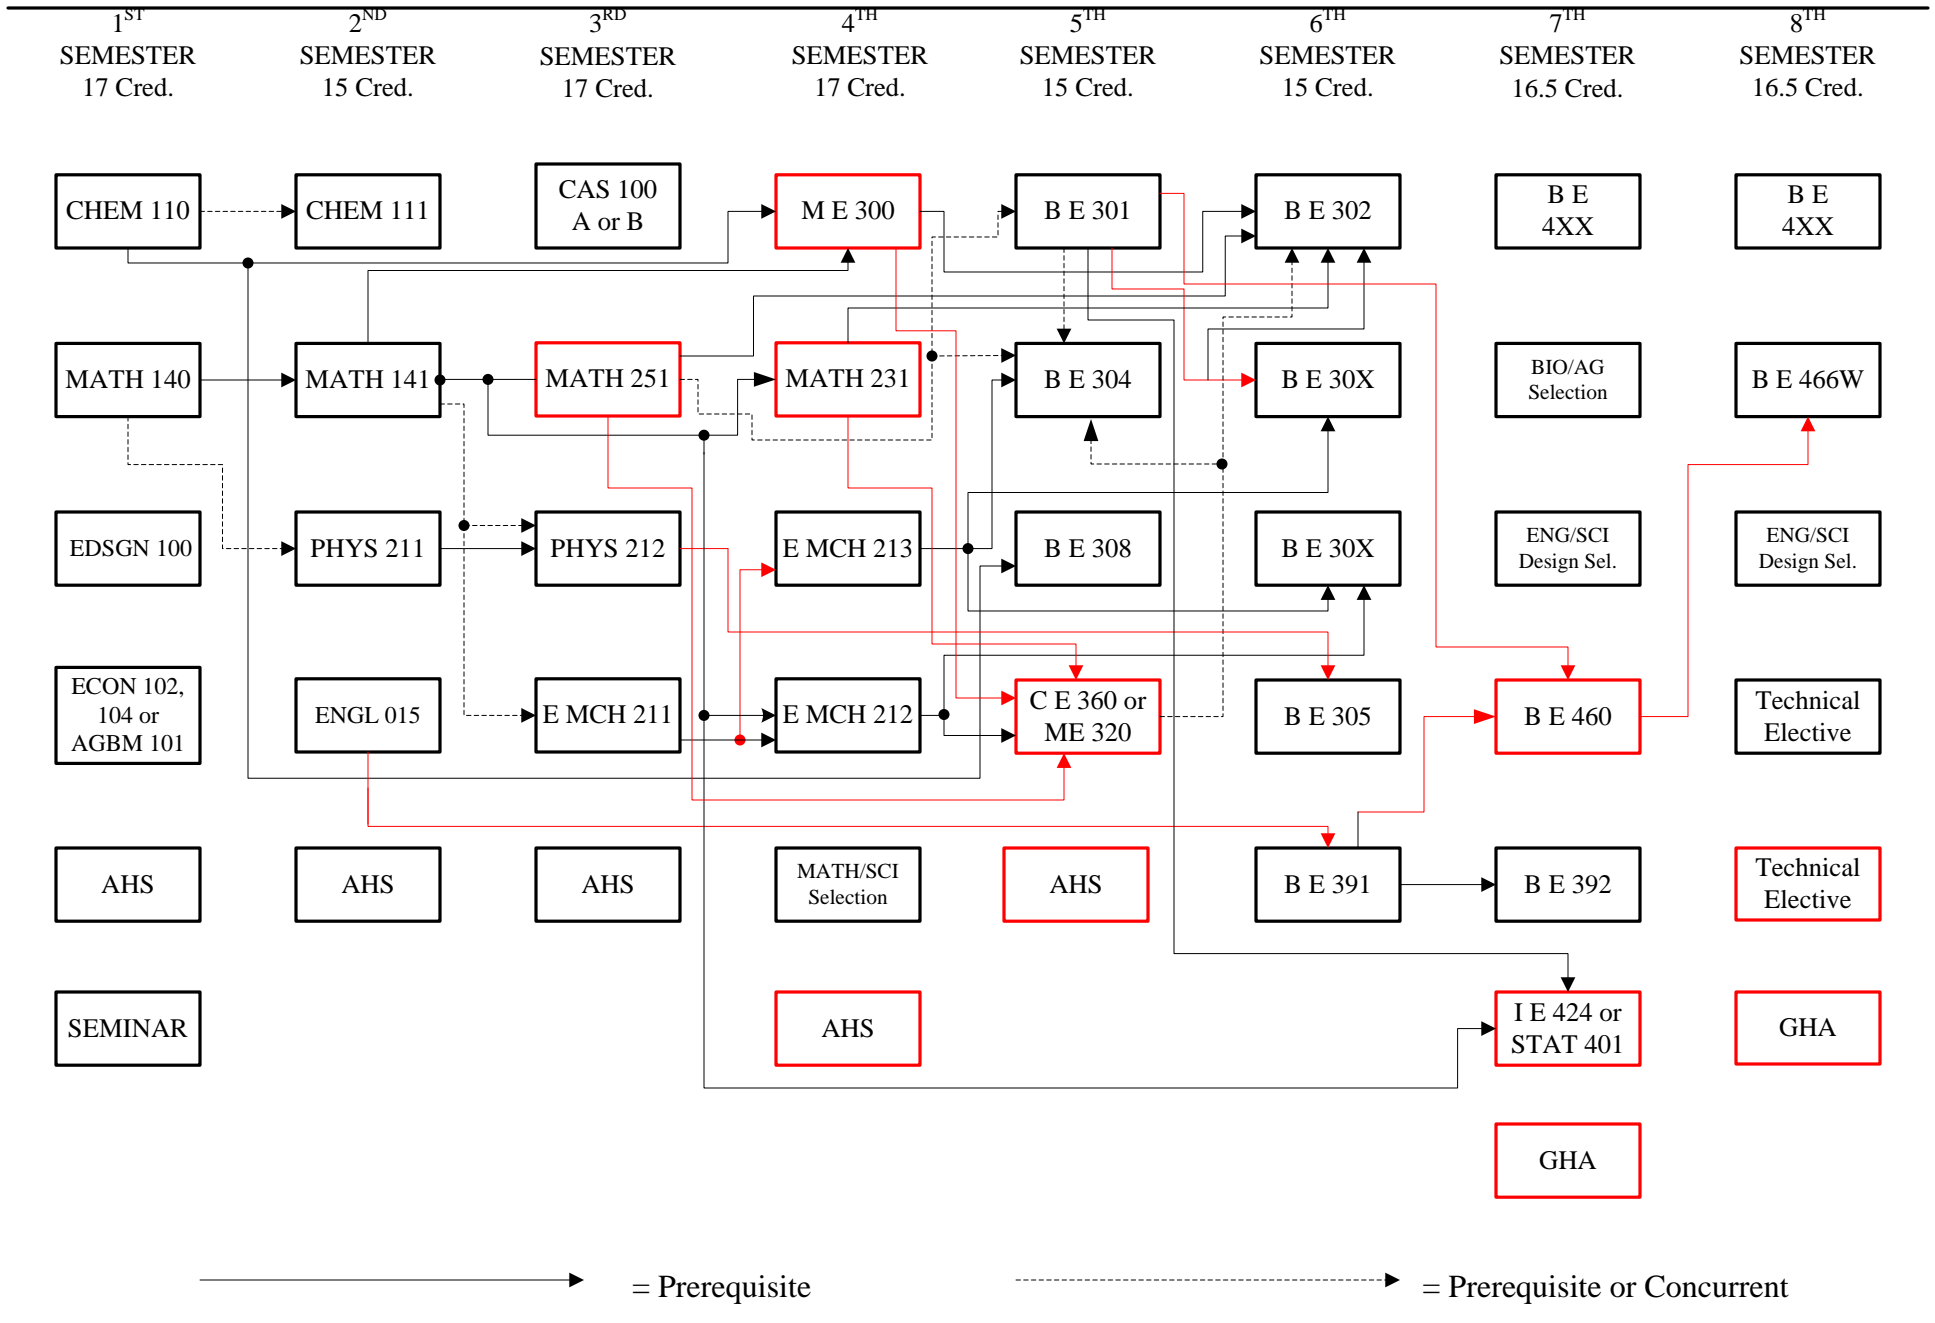 1ST
SEMESTER
17 Cred.
2ND
SEMESTER
15 Cred.
3RD
SEMESTER
17 Cred.
4TH
SEMESTER
17 Cred.
5TH
SEMESTER
15 Cred.
6TH
SEMESTER
15 Cred.
7TH
SEMESTER
16.5 Cred.
8TH
SEMESTER
16.5 Cred.
CHEM 110
CHEM 111
CAS 100
A or B
M E 300
B E 301
B E 302
B E
4XX
B E
4XX
MATH 140
MATH 141
MATH 251
MATH 231
B E 304
B E 30X
BIO/AG
Selection
B E 466W
EDSGN 100
PHYS 211
PHYS 212
E MCH 213
B E 308
B E 30X
ENG/SCI
Design Sel.
ENG/SCI
Design Sel.
ECON 102,
104 or
AGBM 101
ENGL 015
E MCH 211
E MCH 212
C E 360 or
ME 320
B E 305
B E 460
Technical
Elective
AHS
AHS
AHS
MATH/SCI
Selection
AHS
B E 391
B E 392
Technical
Elective
SEMINAR
AHS
I E 424 or
STAT 401
GHA
GHA
= Prerequisite
= Prerequisite or Concurrent